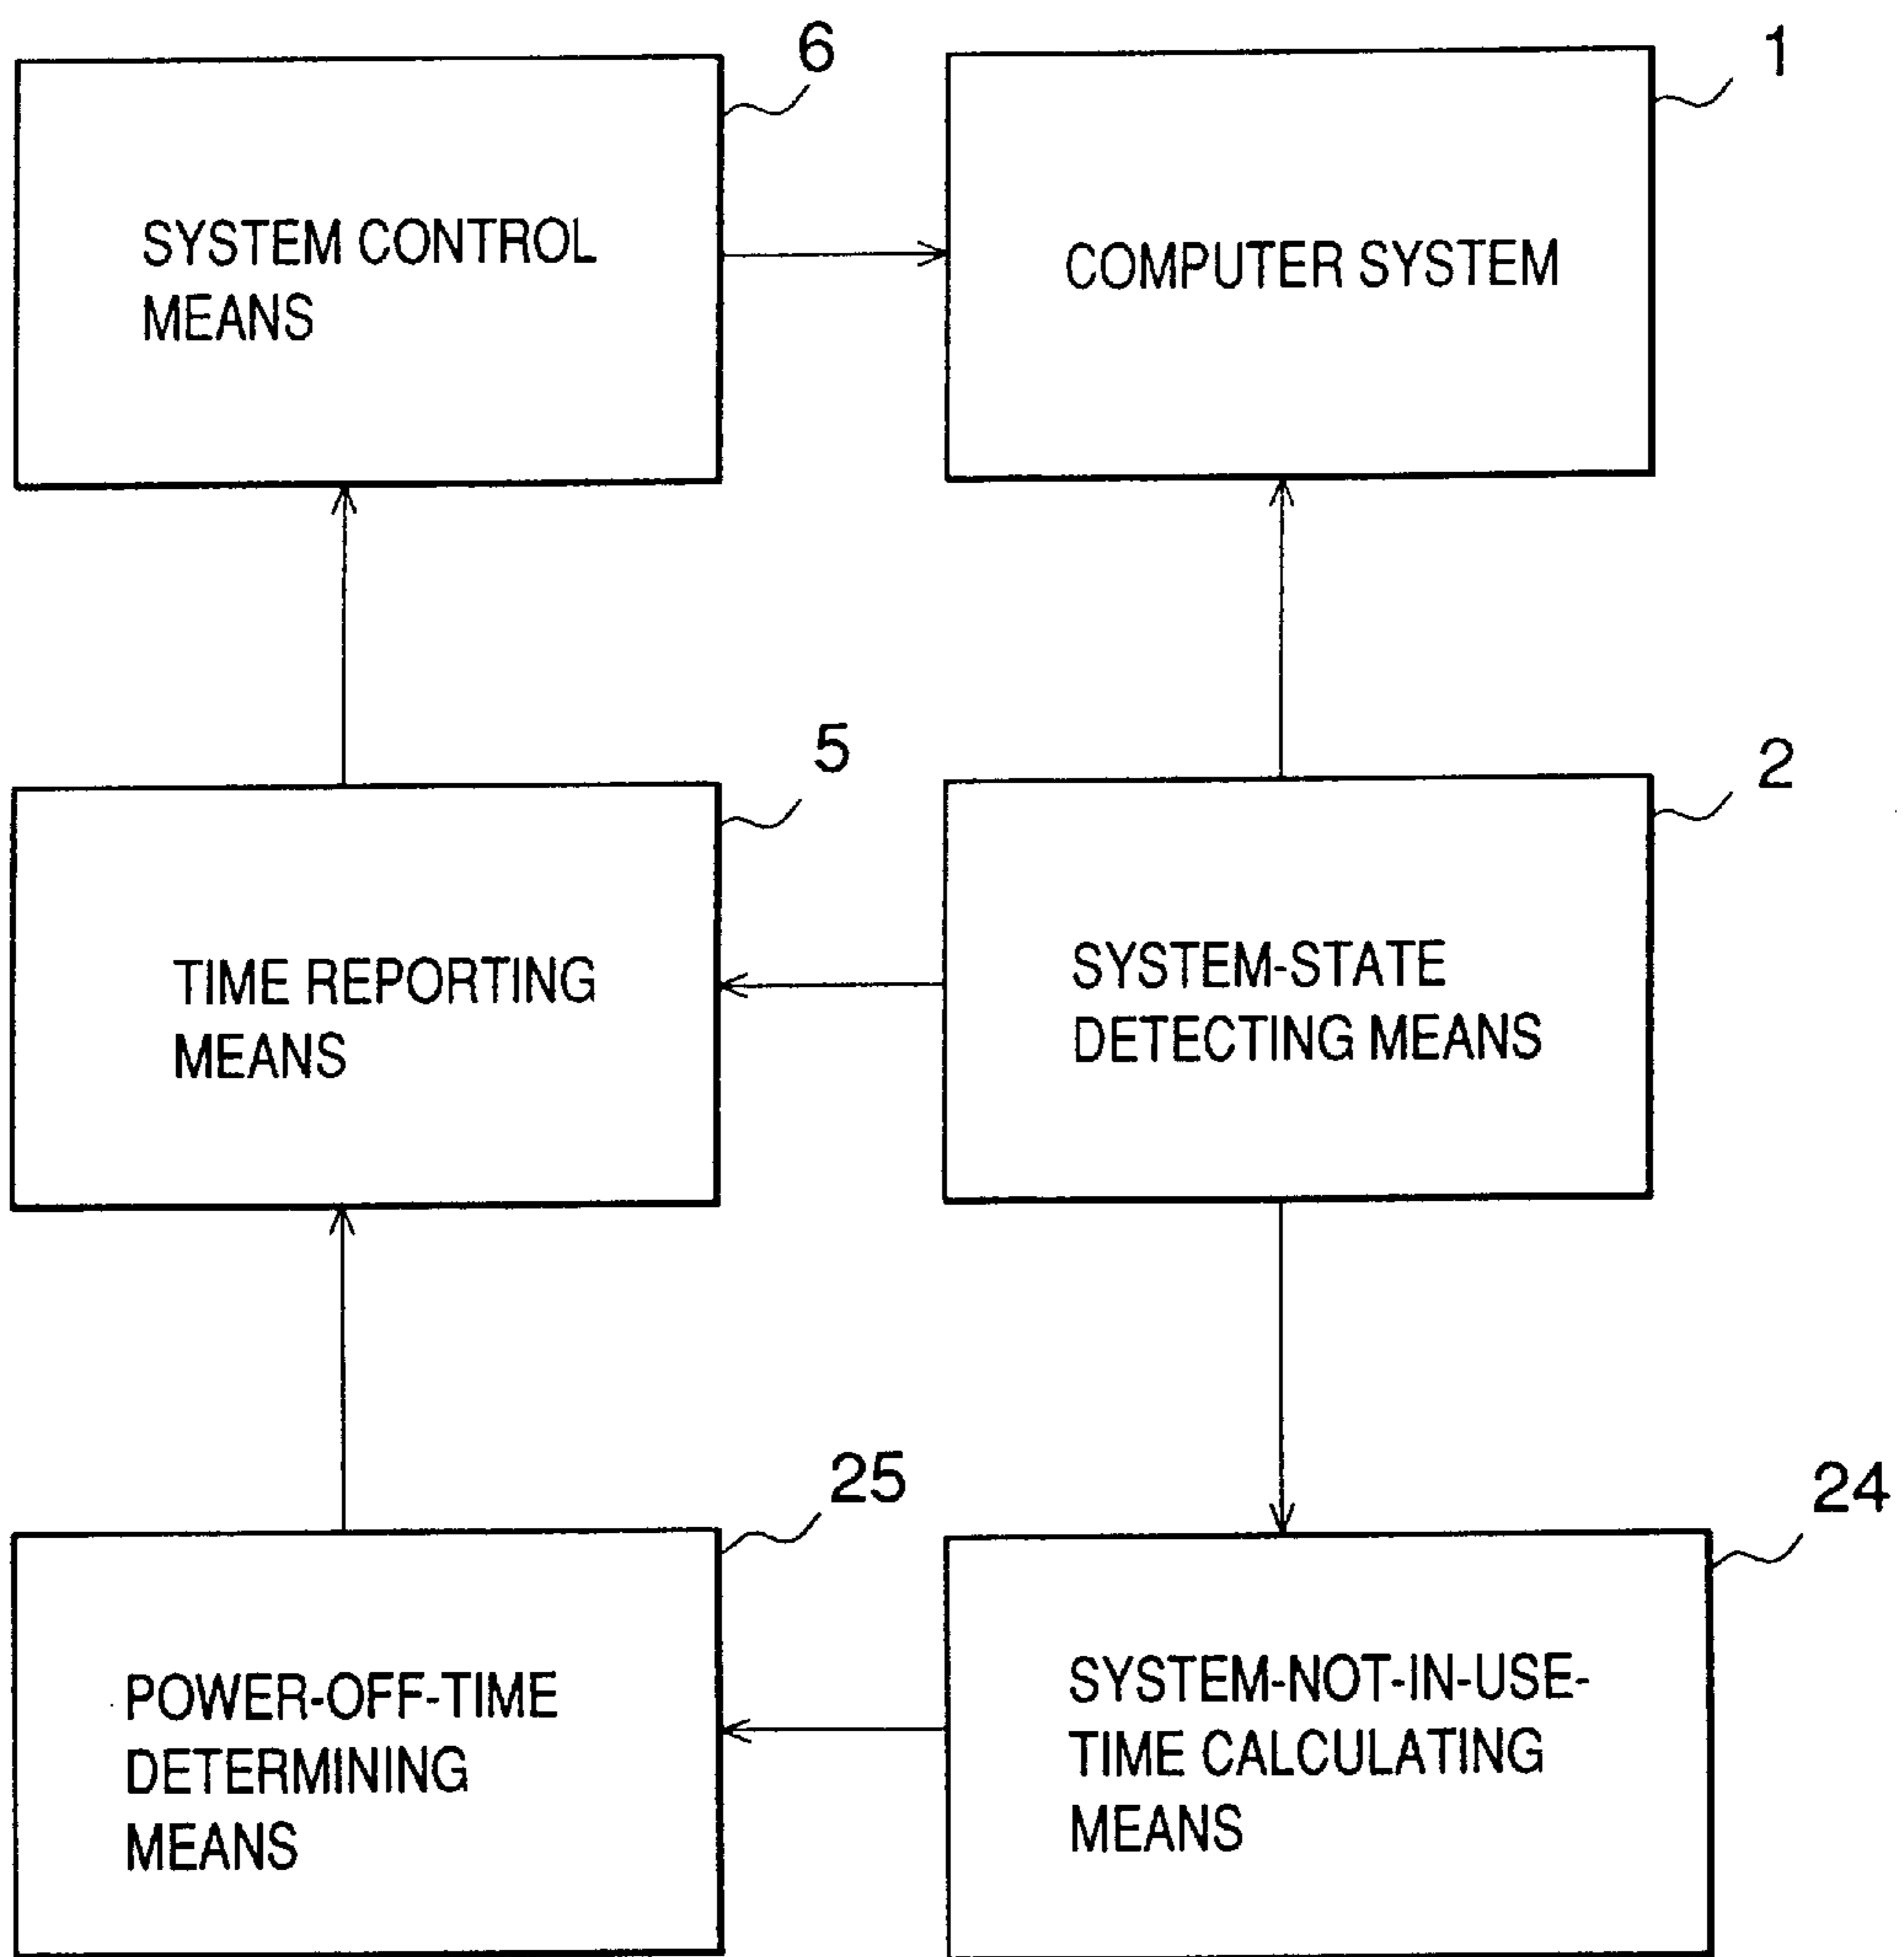 6
1
SYSTEM CONTROL
MEANS
COMPUTER SYSTEM
5
2
TIME REPORTING
MEANS
SYSTEM-STATE
DETECTING MEANS
25
24
POWER-OFF-TIME
DETERMINING
MEANS
SYSTEM-NOT-IN-USE-
TIME CALCULATING
MEANS